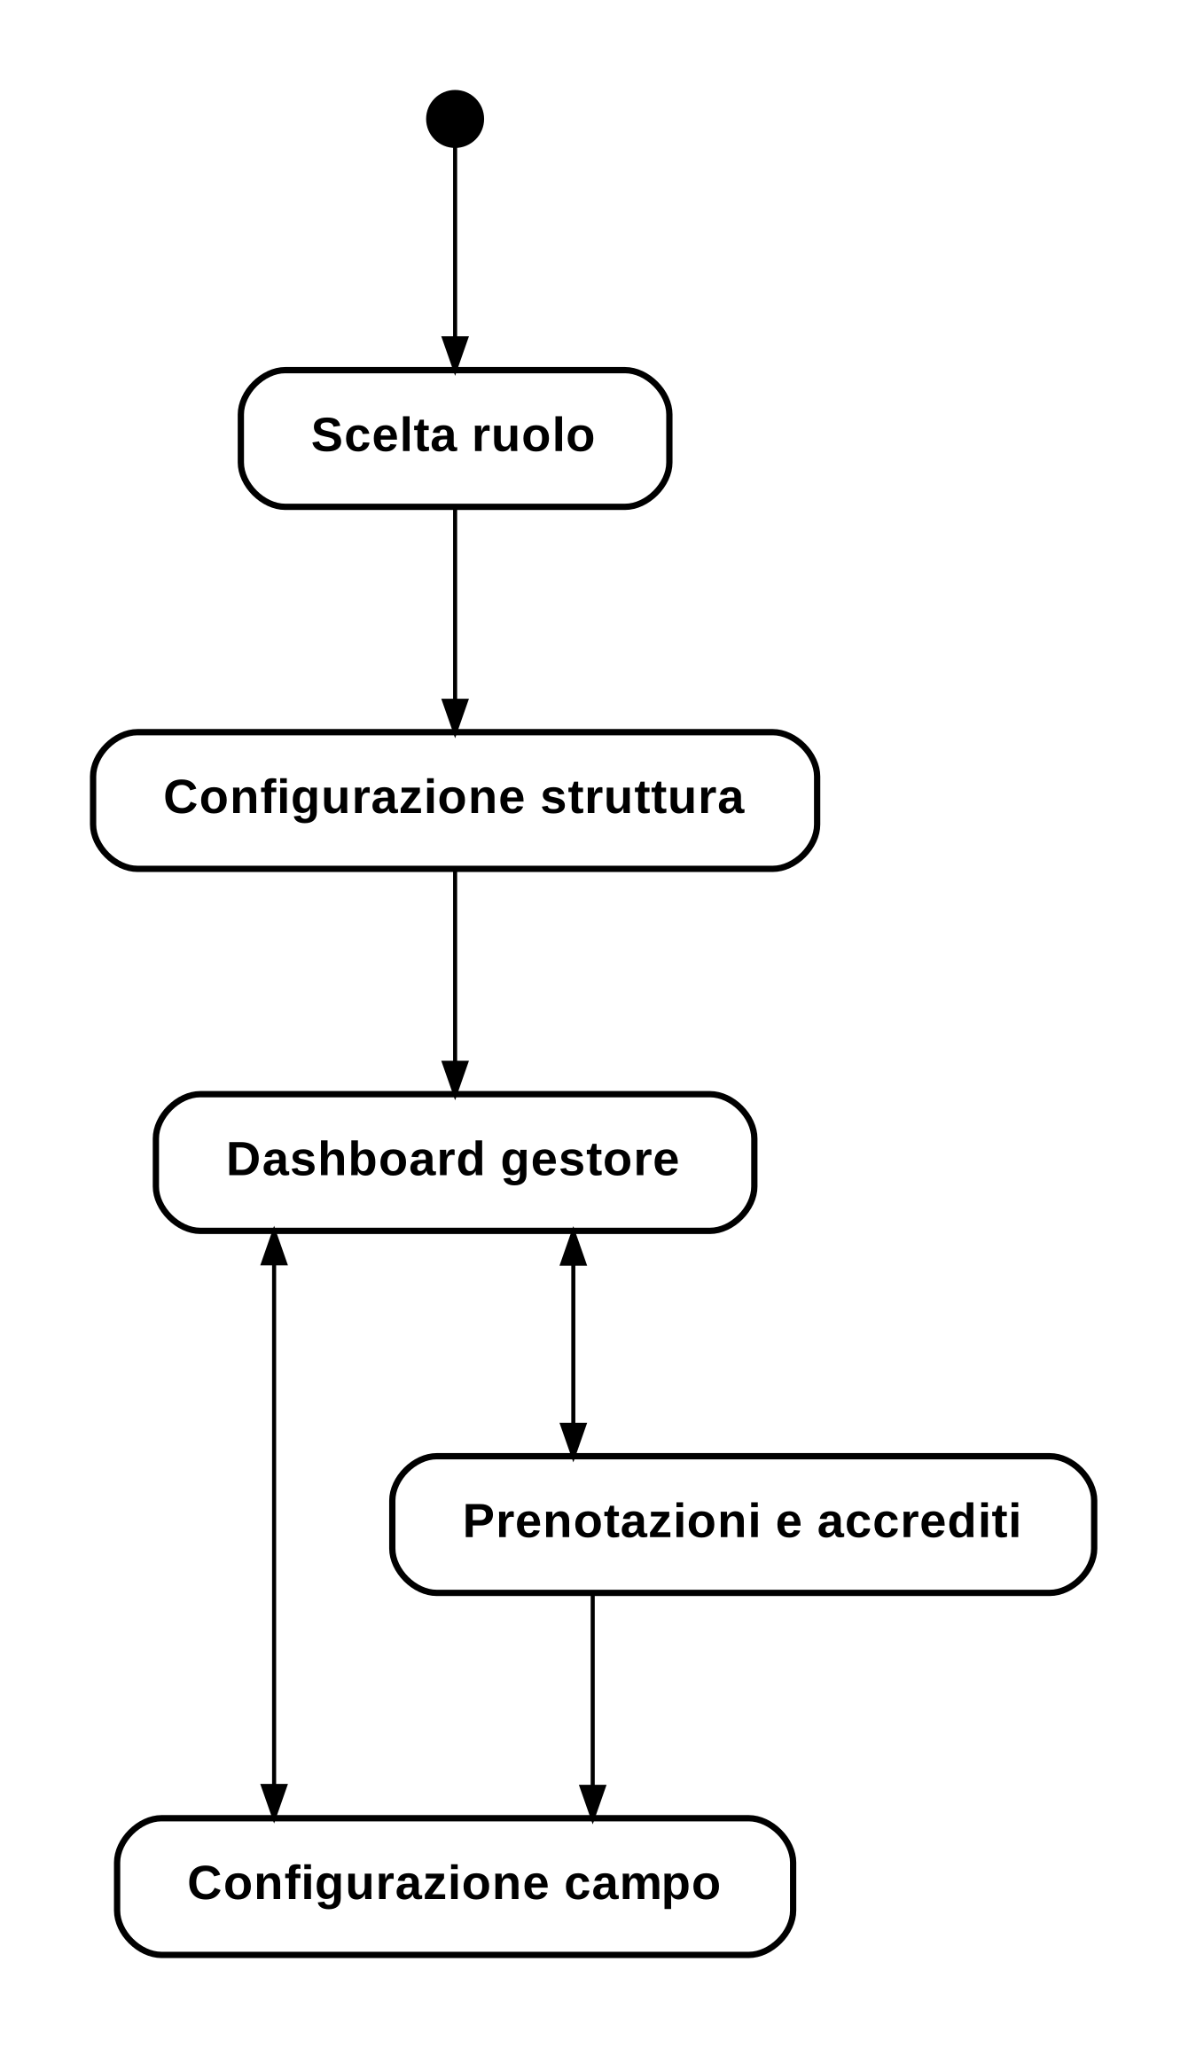 Scelta ruolo
Configurazione struttura
Dashboard gestore
Prenotazioni e accrediti
Configurazione campo